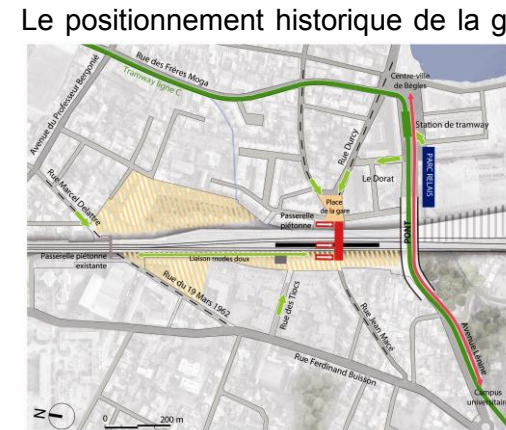 Le positionnement historique de la g
Rue des Frères Moga
Tramway ligne C
Avenue du Professeur Bergonié
Centre-ville
de Bègles
Station de tramway
PARC RELAIS
Rue Durcy
Le Dorat
Rue Marcel Delattre
Place
de la gare
Passerelle
piétonne
PONT
Passerelle piétonne
existante
Liaison modes doux
Rue du 19 Mars 1962
Rue des Tiacs
Rue Jean Macé
Avenue Lénine
Rue Ferdinand Buisson
Campus
universitaire
N
0
200 m